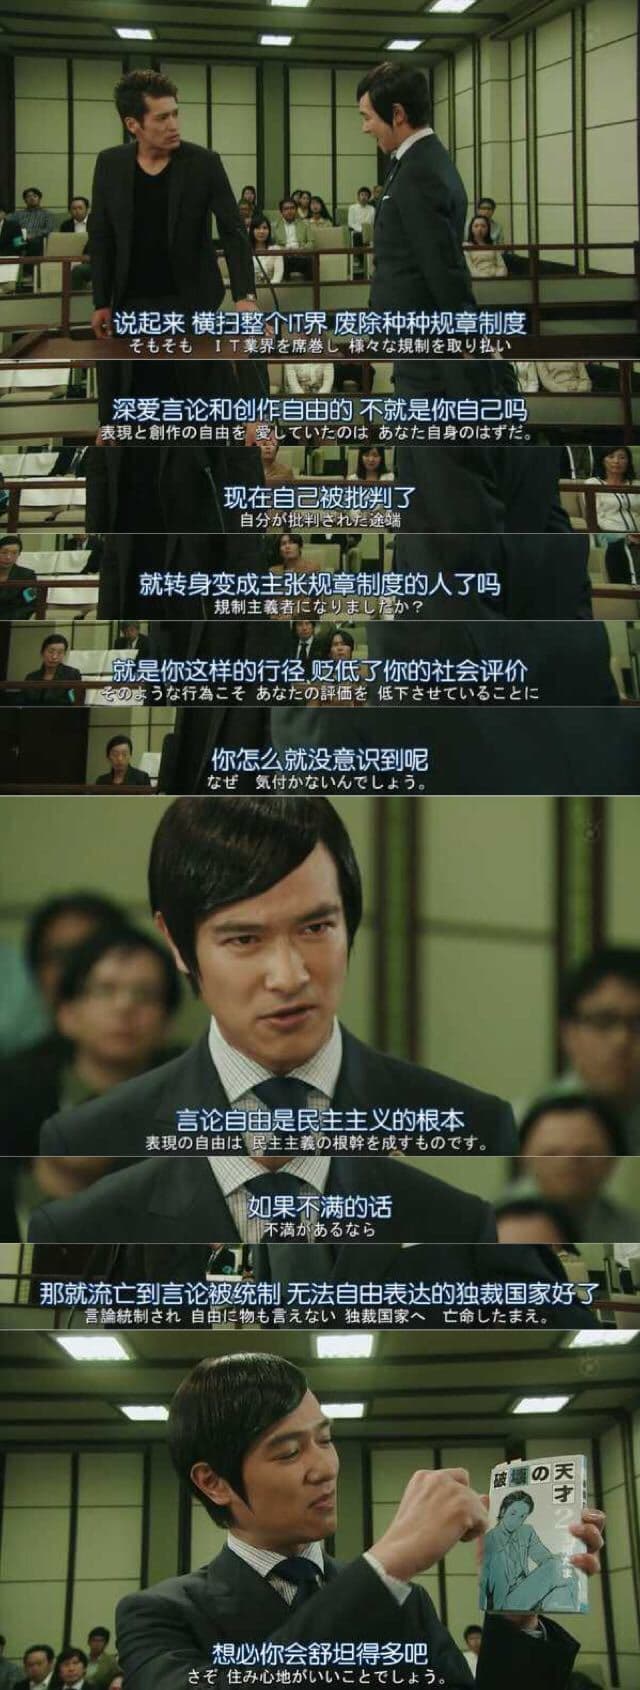 说起来 横扫整个IT界 废除种种规章制度
そもそも ＩＴ業界を席巻し 様々な規制を取り払い
深爱言论和创作自由的 不就是你自己吗
表現と創作の自由を 愛していたのは あなた自身のはずだ。
现在自己被批判了
自分が批判された途端
就转身变成主张规章制度的人了吗
規制主義者になりましたか？
就是你这样的行径 贬低了你的社会评价
そのような行為こそ あなたの評価を 低下させていることに
你怎么就没意识到呢
なぜ 気付かないんでしょう。
言论自由是民主主义的根本
表現の自由は 民主主義の根幹を成すものです。
如果不满的话
不満があるなら
那就流亡到言论被统制 无法自由表达的独裁国家好了
言論統制され 自由に物も言えない 独裁国家へ 亡命したまえ。
破壊の天才
2
想必你会舒坦得多吧
さぞ 住み心地がいいことでしょう。